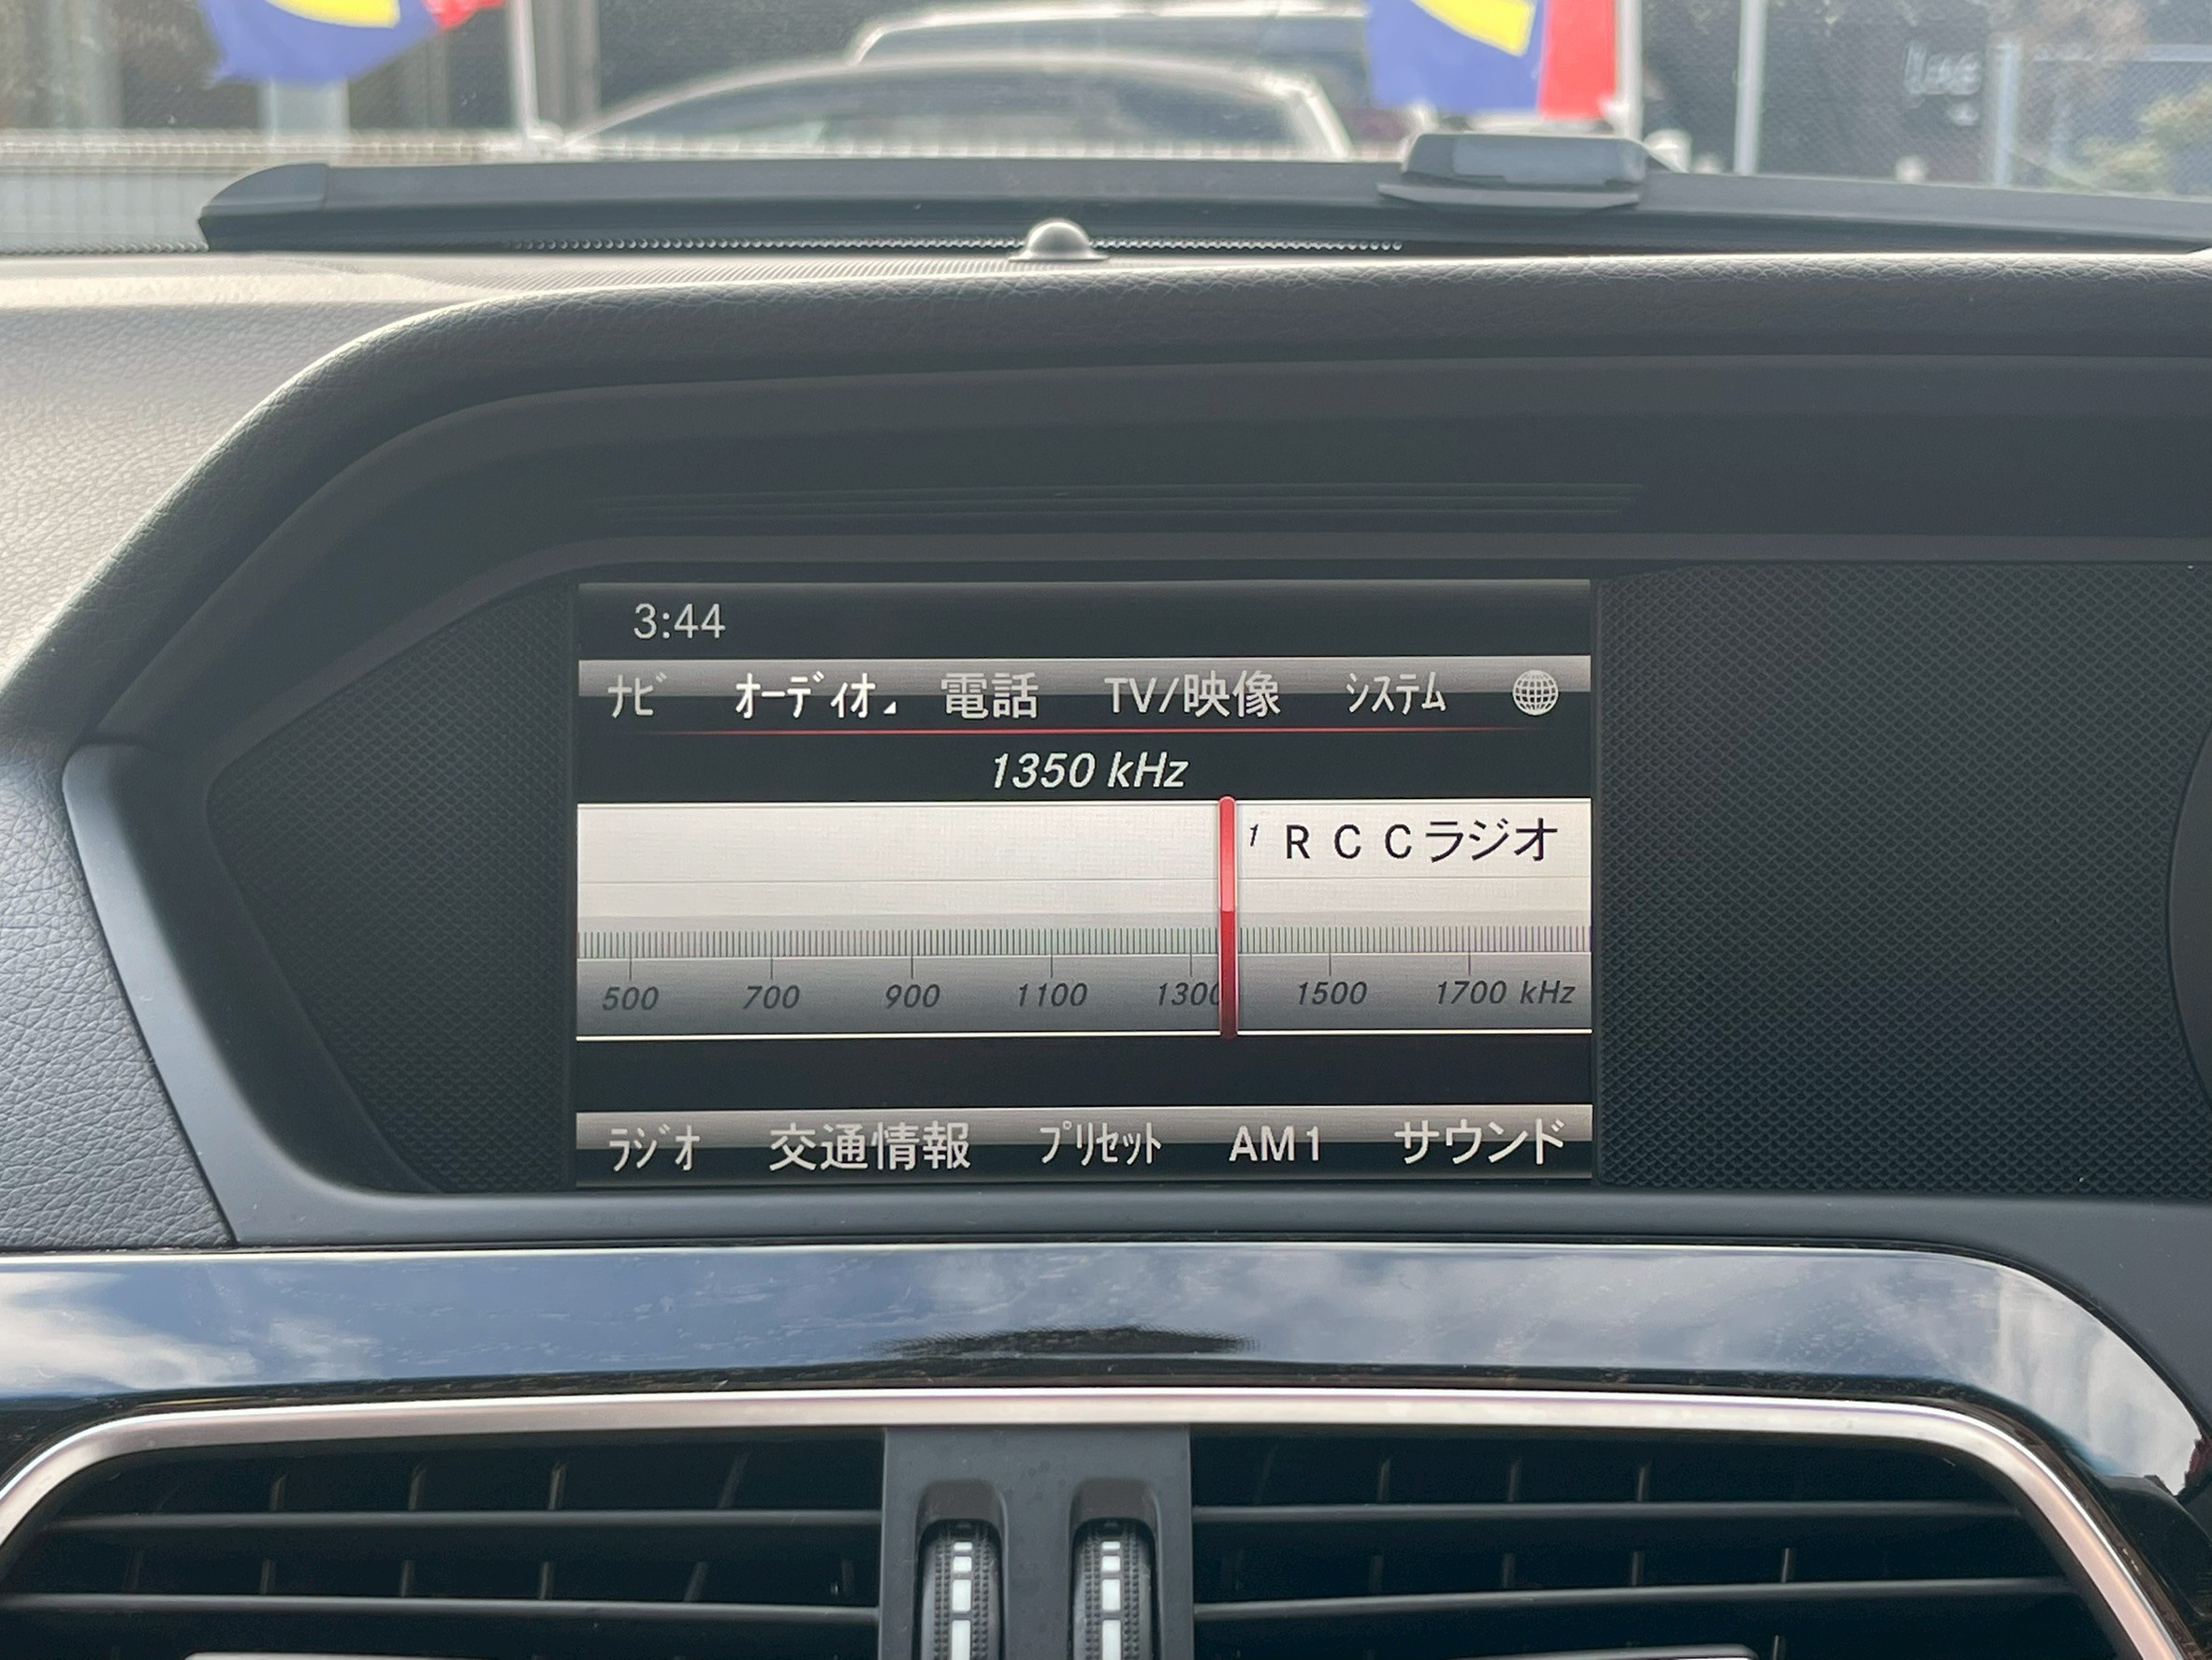 3:44
ナビ オーディオ 電話 TV/映像 システム
1350 kHz
1 RCCラジオ
500 700 900 1100 1300 1500 1700 kHz
ラジオ 交通情報 プリセット AM1 サウンド